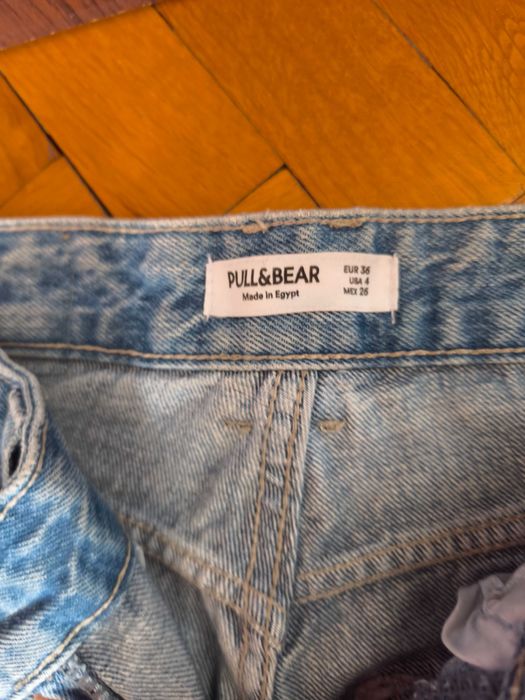 PULL&BEAR
Made in Egypt
EUR 36
USA 4
MEX 26